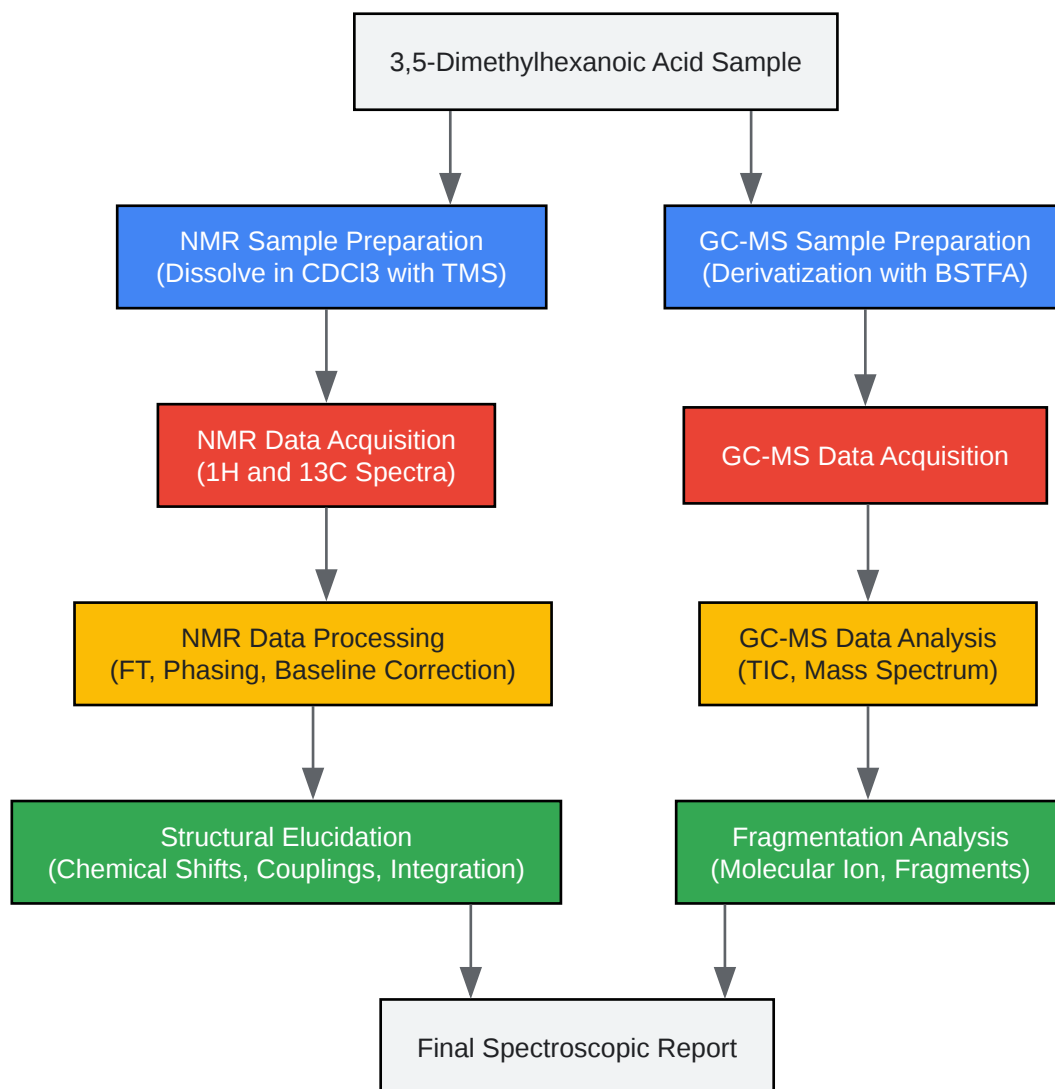 3,5-Dimethylhexanoic Acid Sample
NMR Sample Preparation
(Dissolve in CDCl3 with TMS)
GC-MS Sample Preparation
(Derivatization with BSTFA)
NMR Data Acquisition
(1H and 13C Spectra)
GC-MS Data Acquisition
NMR Data Processing
(FT, Phasing, Baseline Correction)
GC-MS Data Analysis
(TIC, Mass Spectrum)
Structural Elucidation
(Chemical Shifts, Couplings, Integration)
Fragmentation Analysis
(Molecular Ion, Fragments)
Final Spectroscopic Report